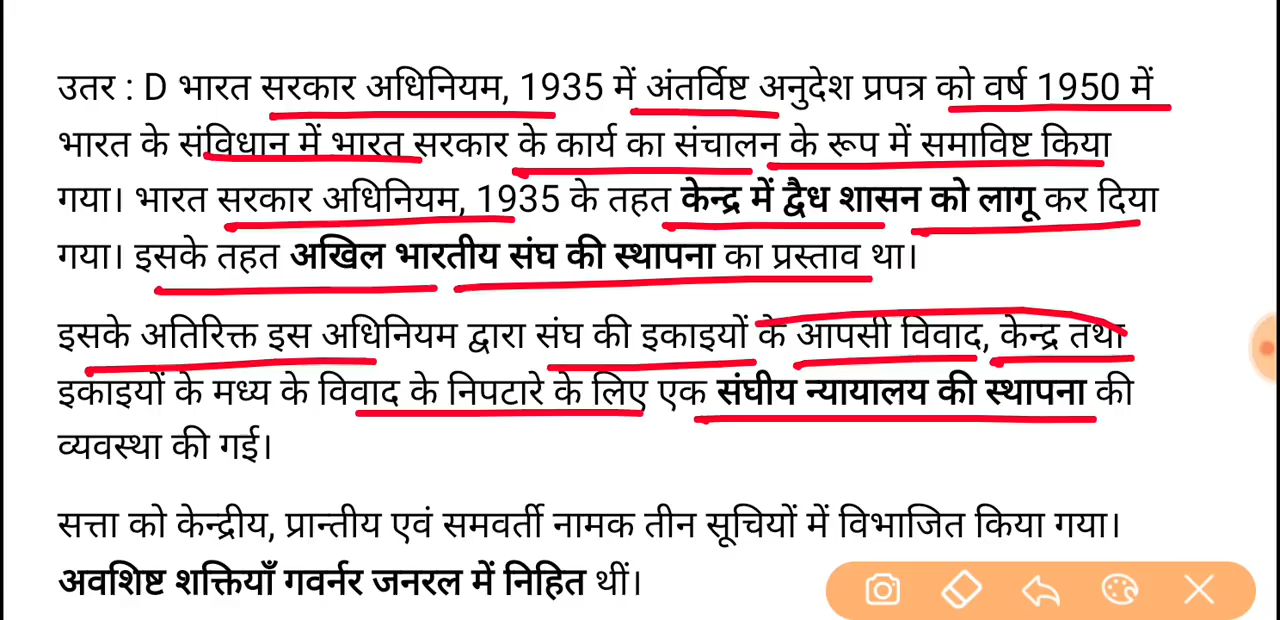 उतर : D भारत सरकार अधिनियम, 1935 में अंतर्विष्ट अनुदेश प्रपत्र को वर्ष 1950 में
भारत के संविधान में भारत सरकार के कार्य का संचालन के रूप में समाविष्ट किया
गया। भारत सरकार अधिनियम, 1935 के तहत केन्द्र में द्वैध शासन को लागू कर दिया
गया। इसके तहत अखिल भारतीय संघ की स्थापना का प्रस्ताव था।
इसके अतिरिक्त इस अधिनियम द्वारा संघ की इकाइयों के आपसी विवाद, केन्द्र तथा
इकाइयों के मध्य के विवाद के निपटारे के लिए एक संघीय न्यायालय की स्थापना की
व्यवस्था की गई।
सत्ता को केन्द्रीय, प्रान्तीय एवं समवर्ती नामक तीन सूचियों में विभाजित किया गया।
अवशिष्ट शक्तियाँ गवर्नर जनरल में निहित थीं।